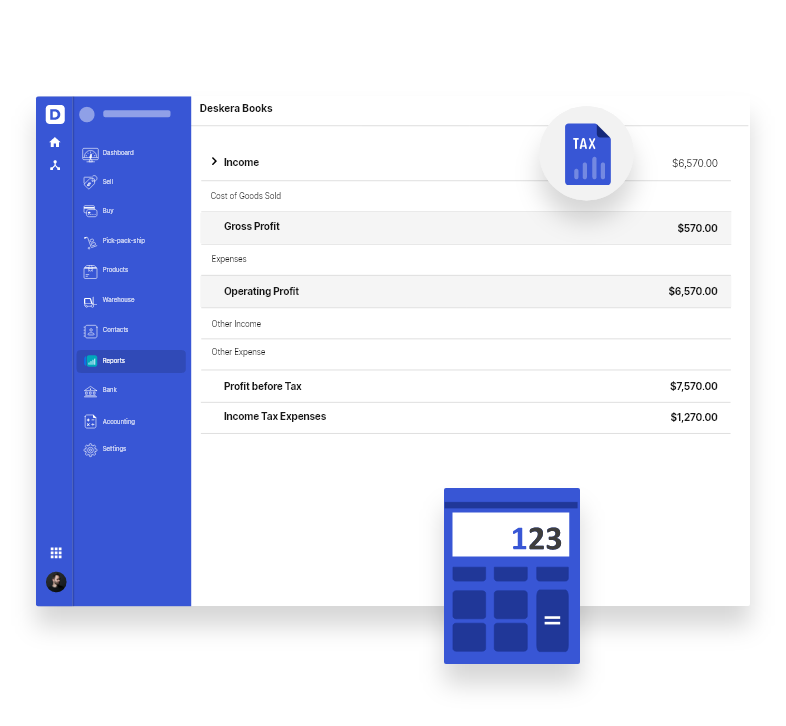 D
Deskera Books
TAX
Dashboard
Sell
Buy
Pick-pack-ship
Products
Warehouse
Contacts
Reports
Bank
Accounting
Settings
Income $6,570.00
Cost of Goods Sold
Gross Profit $570.00
Expenses
Operating Profit $6,570.00
Other Income
Other Expense
Profit before Tax $7,570.00
Income Tax Expenses $1,270.00
123
=